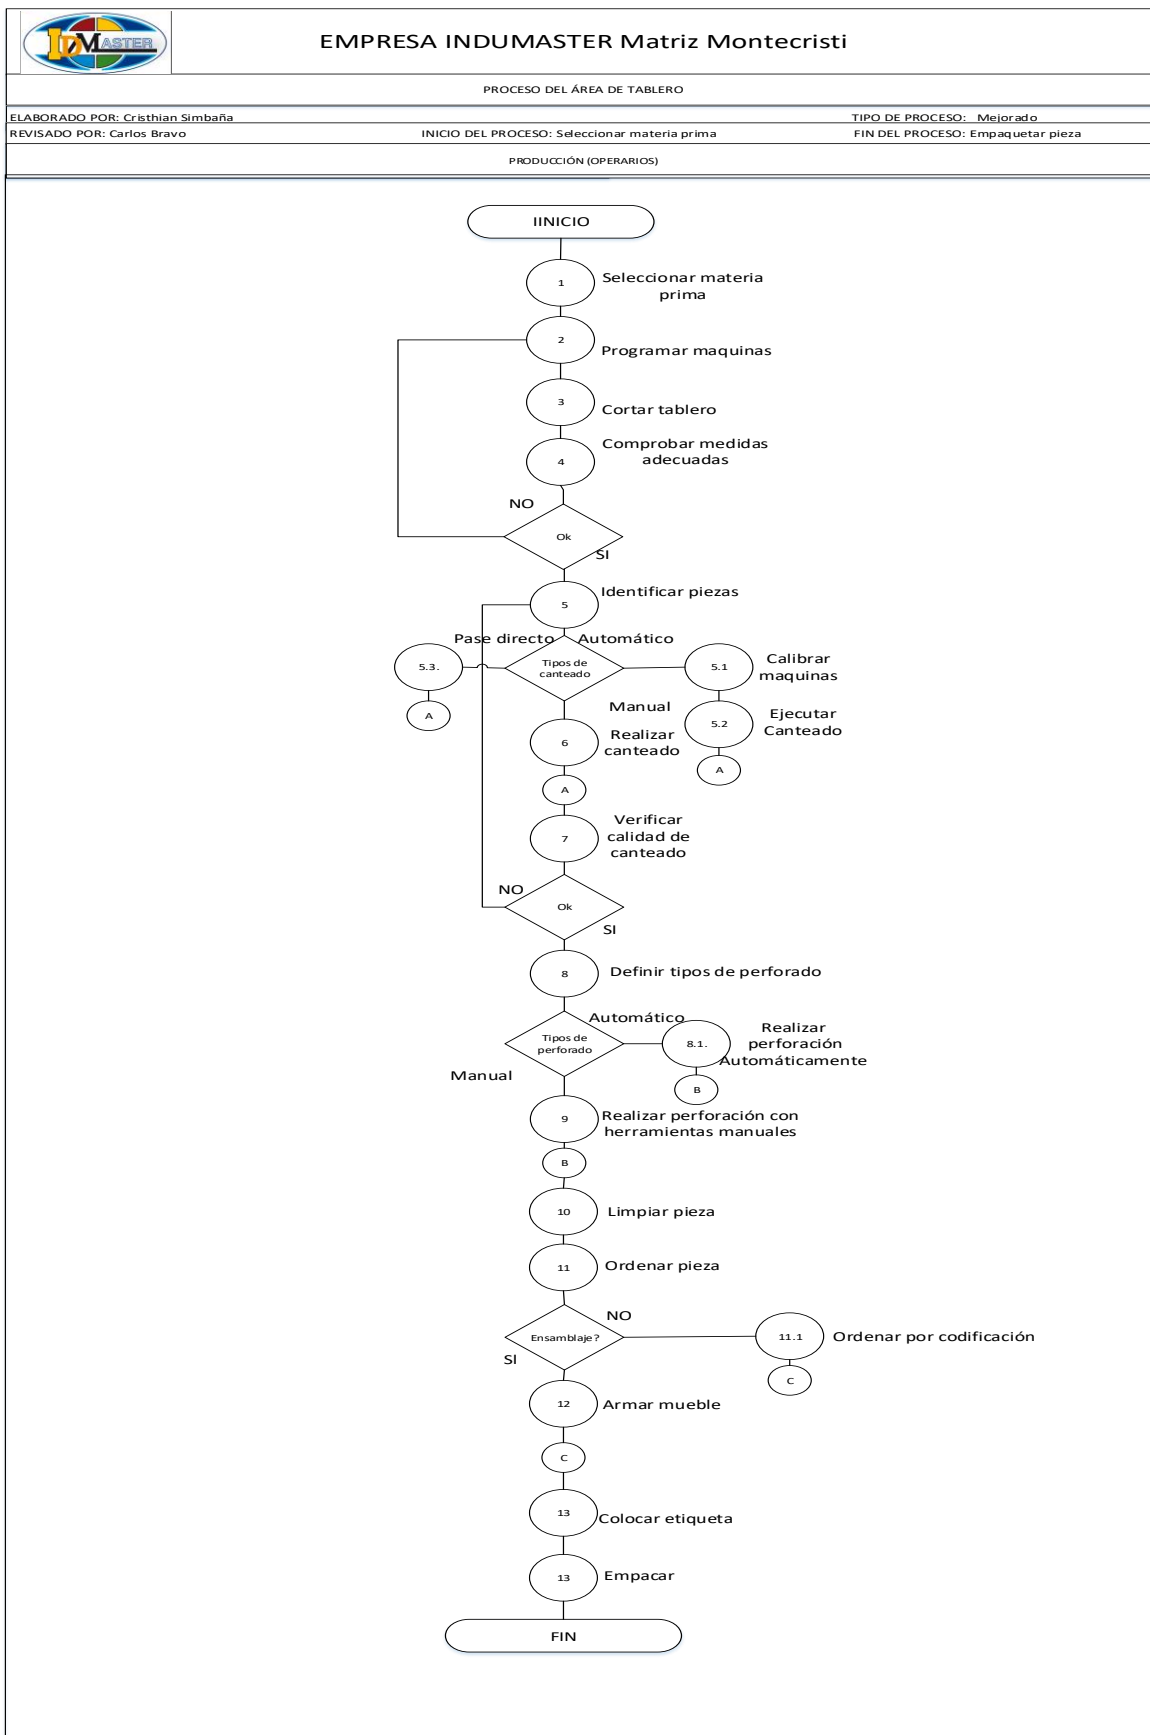 IDMASTER
EMPRESA INDUMASTER Matriz Montecristi
PROCESO DEL ÁREA DE TABLERO
ELABORADO POR: Cristhian Simbaña
TIPO DE PROCESO: Mejorado
REVISADO POR: Carlos Bravo
INICIO DEL PROCESO: Seleccionar materia prima
FIN DEL PROCESO: Empaquetar pieza
PRODUCCIÓN (OPERARIOS)
IINICIO
1
Seleccionar materia
prima
2
Programar maquinas
3
Cortar tablero
4
Comprobar medidas
adecuadas
NO
Ok
SI
5
Identificar piezas
Pase directo
Automático
5.3.
Tipos de
canteado
5.1
Calibrar
maquinas
A
Manual
5.2
Ejecutar
Canteado
6
Realizar
canteado
A
A
7
Verificar
calidad de
canteado
NO
Ok
SI
8
Definir tipos de perforado
Automático
Tipos de
perforado
8.1.
Realizar
perforación
Automáticamente
Manual
B
9
Realizar perforación con
herramientas manuales
B
10
Limpiar pieza
11
Ordenar pieza
NO
Ensamblaje?
11.1
Ordenar por codificación
SI
C
12
Armar mueble
C
13
Colocar etiqueta
13
Empacar
FIN